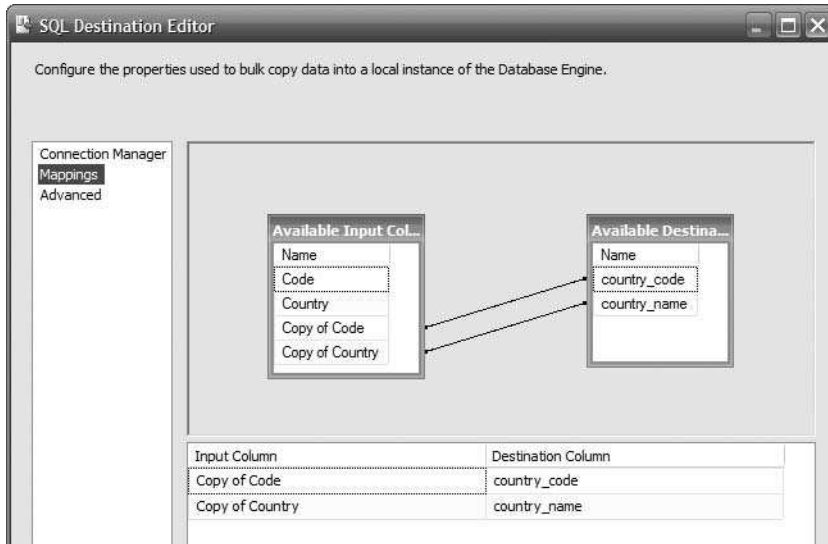 SQL Destination Editor
Configure the properties used to bulk copy data into a local instance of the Database Engine.
Connection Manager
Mappings
Advanced
Available Input Col...
Name
Code
Country
Copy of Code
Copy of Country
Available Destina...
Name
country_code
country_name
Input Column Destination Column
Copy of Code country_code
Copy of Country country_name